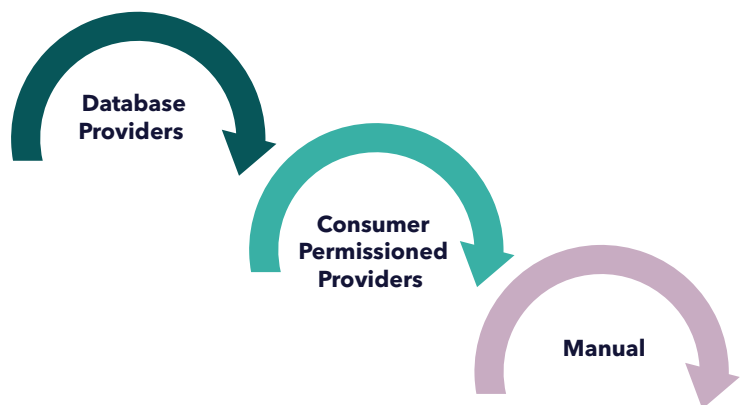 Database
Providers
Consumer
Permissioned
Providers
Manual